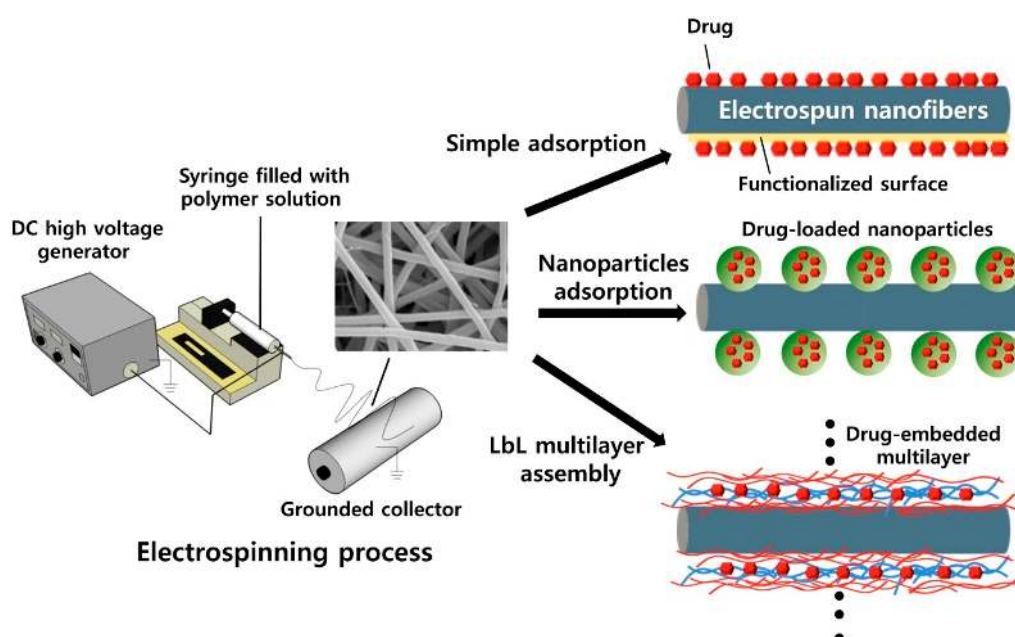 Drug
Electrospun nanofibers
Simple adsorption
Functionalized surface
Syringe filled with
polymer solution
DC high voltage
generator
Drug-loaded nanoparticles
Nanoparticles
adsorption
LbL multilayer
assembly
Drug-embedded
multilayer
Grounded collector
Electrospinning process